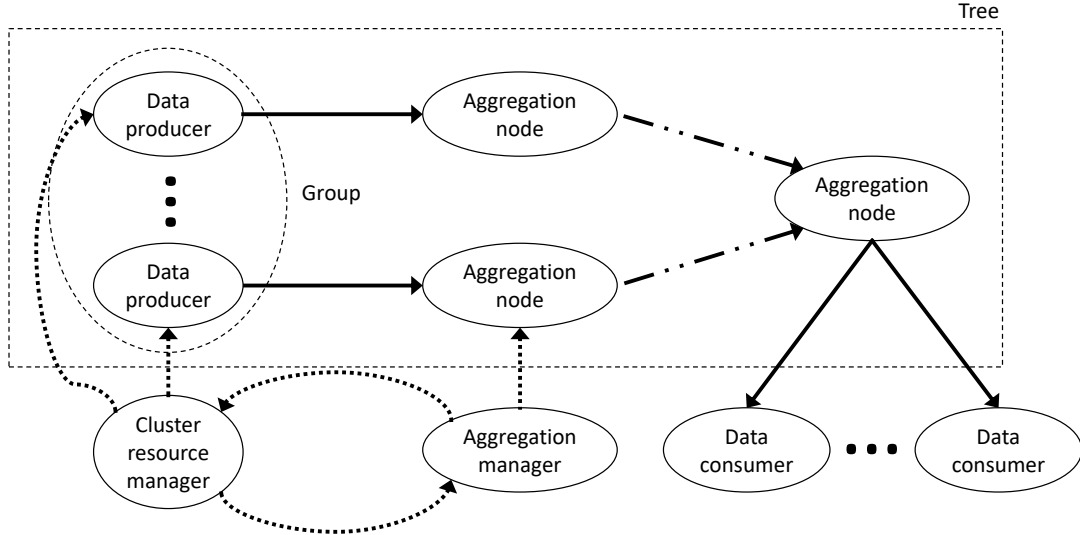 Tree
Data
producer
Aggregation
node
Group
Aggregation
node
Data
producer
Aggregation
node
Cluster
resource
manager
Aggregation
manager
Data
consumer
Data
consumer